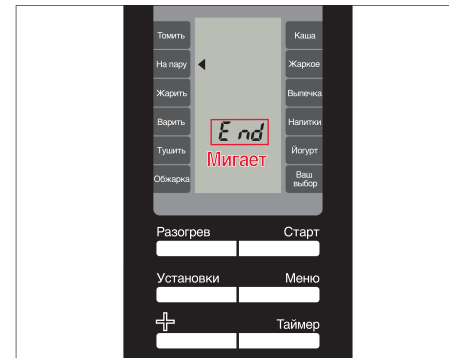 Томить
Каша
На пару
Жаркое
Жарить
Выпечка
Варить
Напитки
End
Мигает
Тушить
Йогурт
Обжарка
Ваш
выбор
Разогрев
Старт
Установки
Меню
Таймер